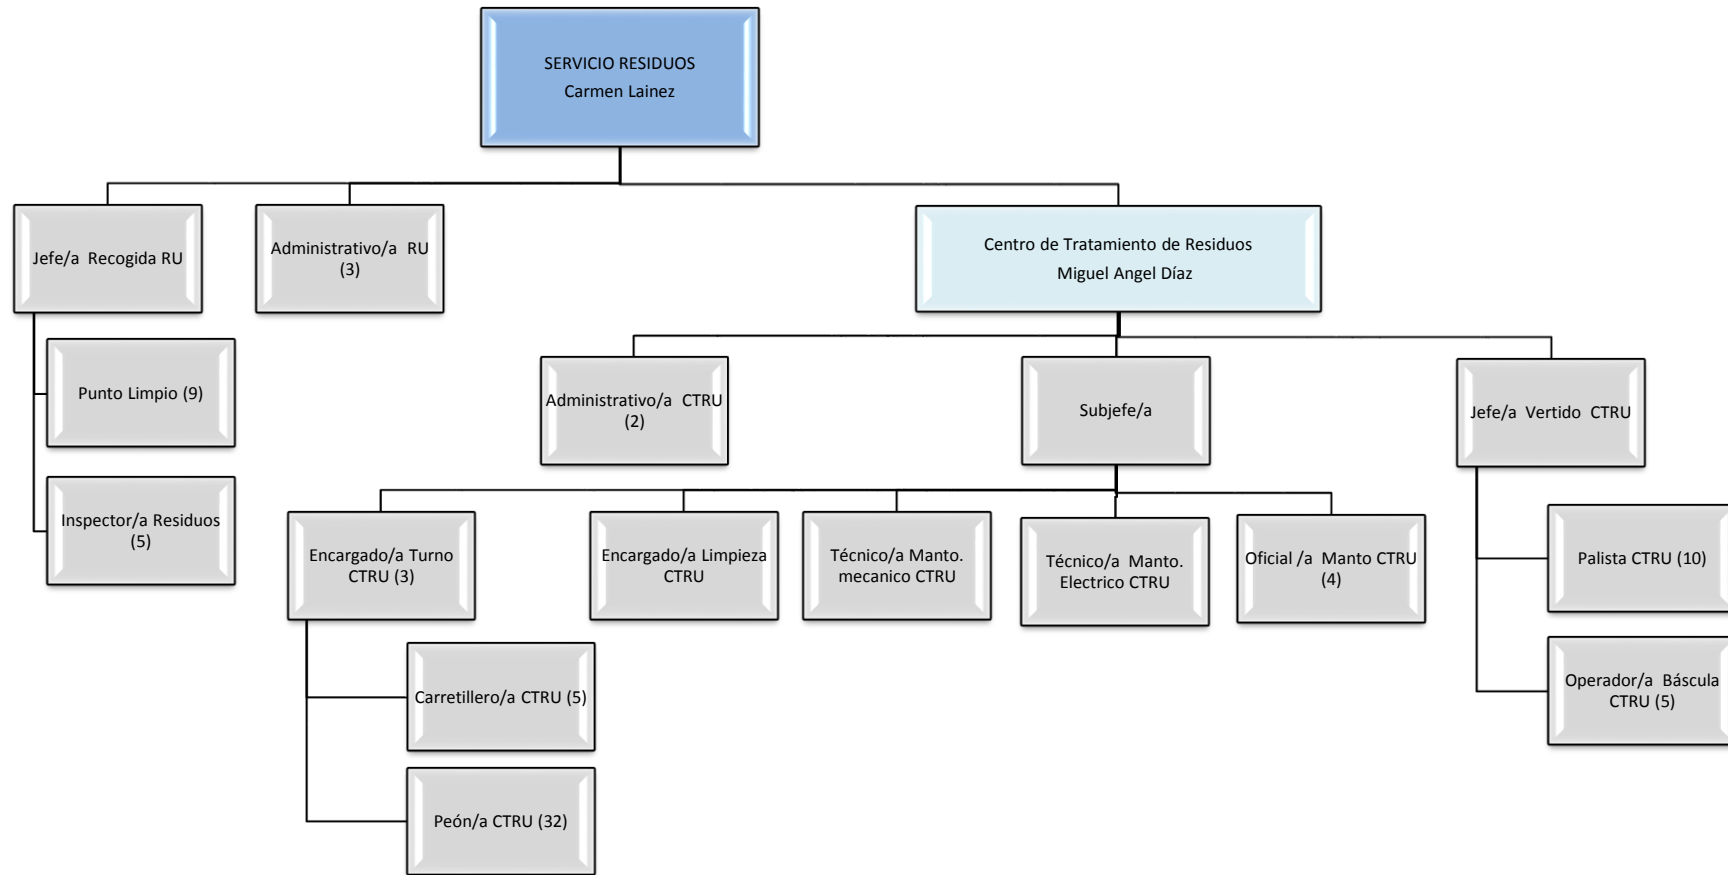 SERVICIO RESIDUOS
Carmen Lainez
Jefe/a Recogida RU
Administrativo/a RU
(3)
Centro de Tratamiento de Residuos
Miguel Angel Díaz
Punto Limpio (9)
Inspector/a Residuos
(5)
Administrativo/a CTRU
(2)
Subjefe/a
Jefe/a Vertido CTRU
Encargado/a Turno
CTRU (3)
Encargado/a Limpieza
CTRU
Técnico/a Manto.
mecanico CTRU
Técnico/a Manto.
Electrico CTRU
Oficial /a Manto CTRU
(4)
Palista CTRU (10)
Operador/a Báscula
CTRU (5)
Carretillero/a CTRU (5)
Peón/a CTRU (32)